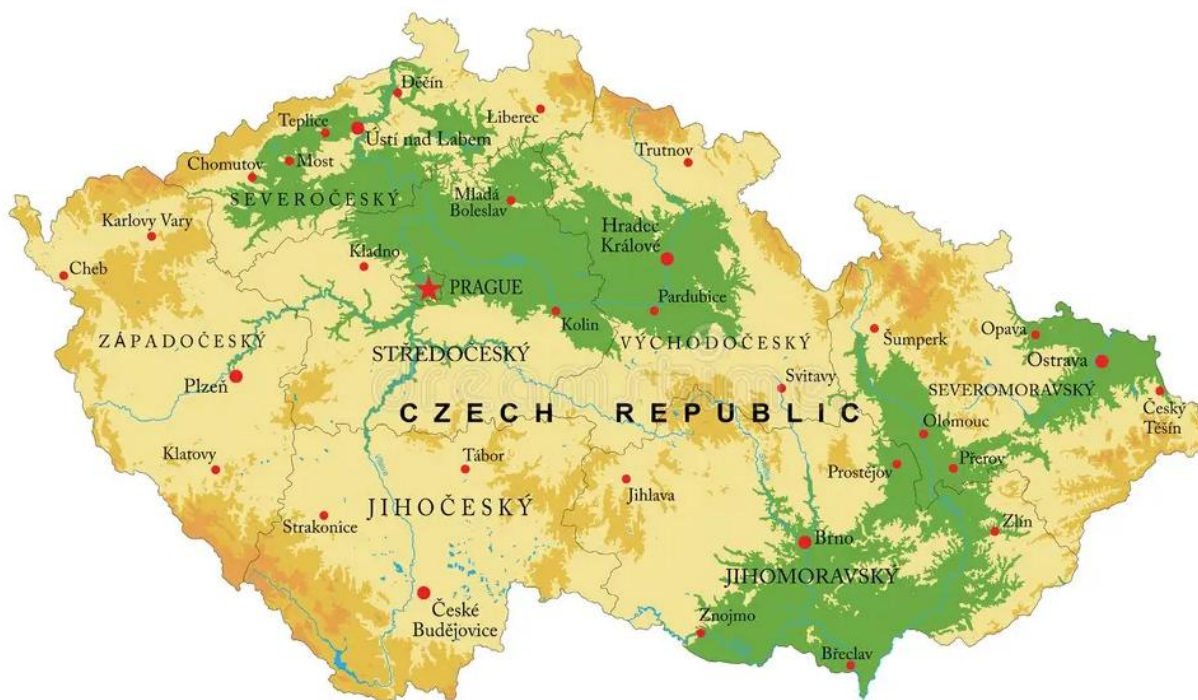 Děčín
Liberec
Teplice
Ústí nad Labem
Chomutov
Most
Trutnov
SEVEROČESKÝ
Mladá
Boleslav
Karlovy Vary
Hradec
Králové
Cheb
Kladno
PRAGUE
Kolin
Pardubice
ZÁPADOČESKÝ
STŘEDOČESKÝ
VÝCHODOČESKÝ
Šumperk
Opava
Ostrava
Plzeň
Svitavy
SEVEROMORAVSKÝ
CZECH REPUBLIC
Český
Těšín
Olomouc
Klatovy
Tábor
Prostějov
Přerov
Jihlava
JIHOČESKÝ
Strakonice
Zlín
Brno
JIHOMORAVSKÝ
České
Budějovice
Znojmo
Břeclav